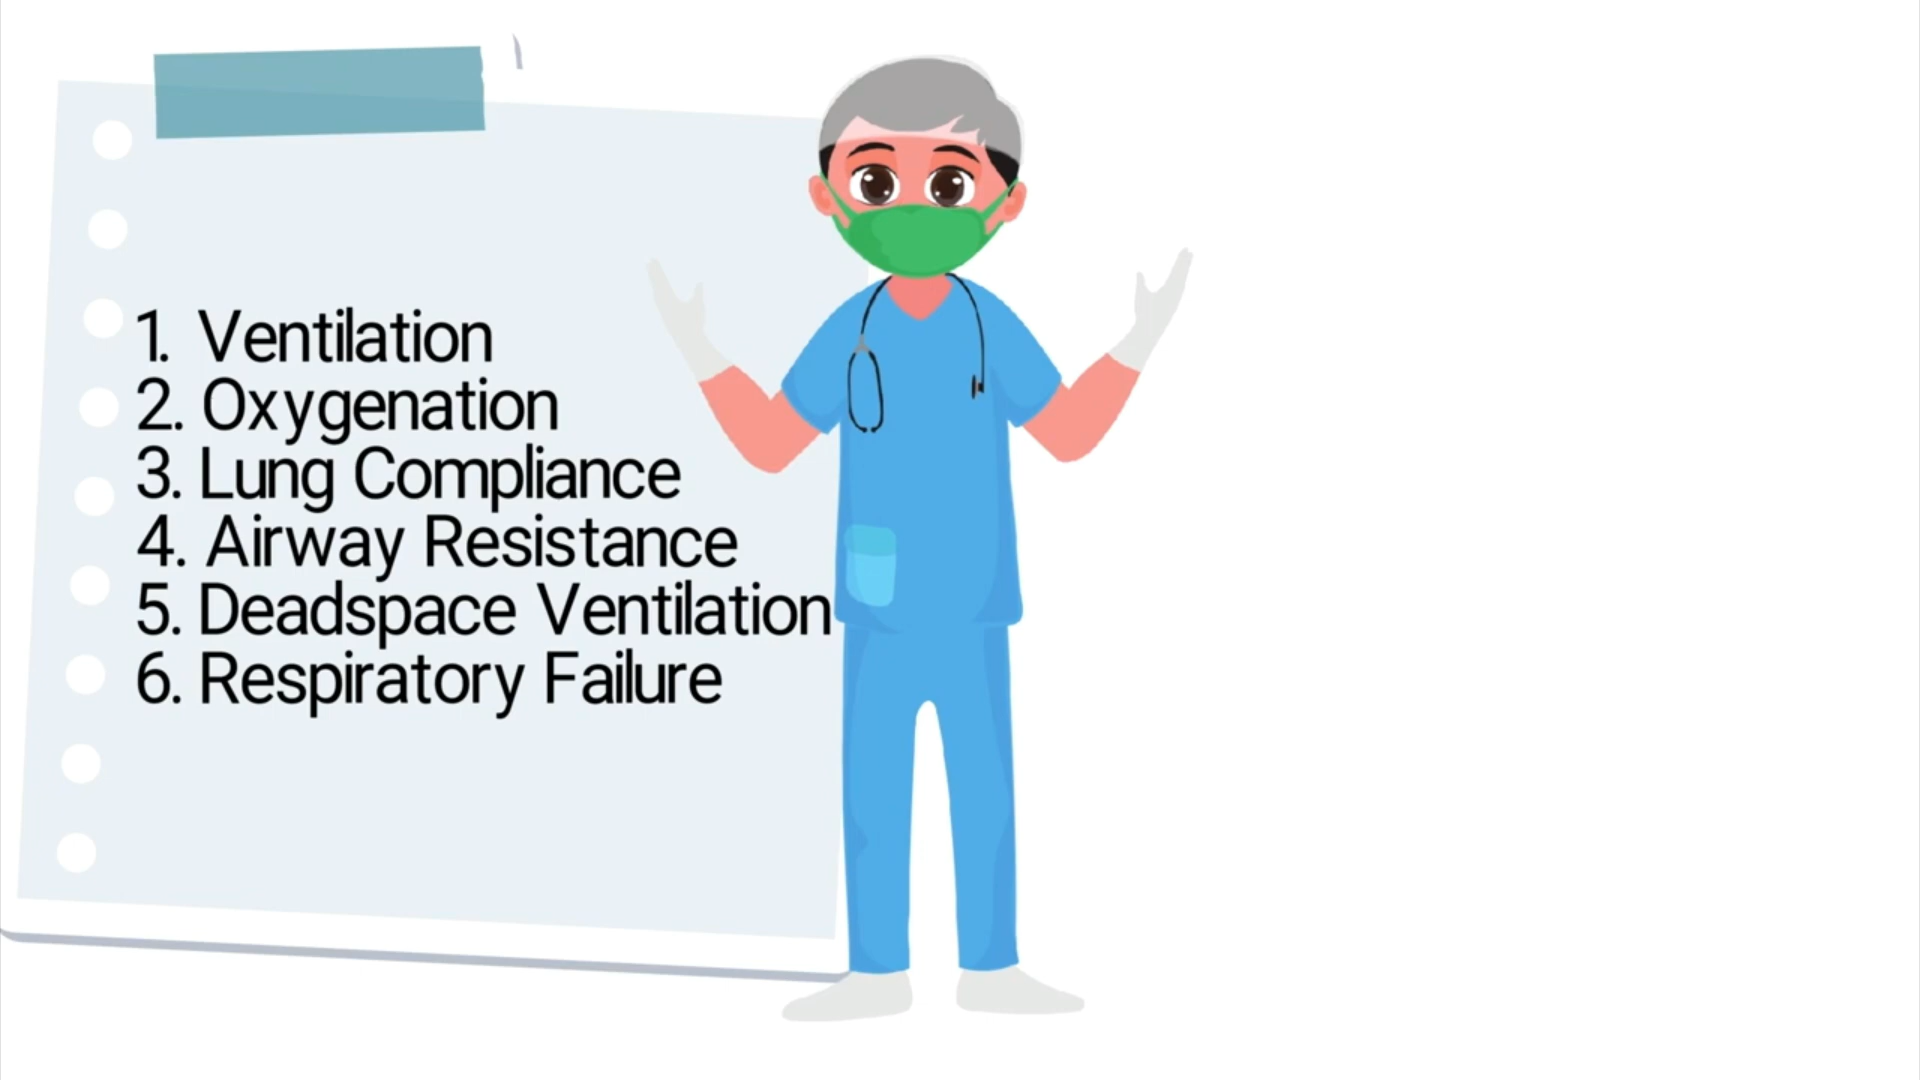 1. Ventilation
2. Oxygenation
3. Lung Compliance
4. Airway Resistance
5. Deadspace Ventilation
6. Respiratory Failure